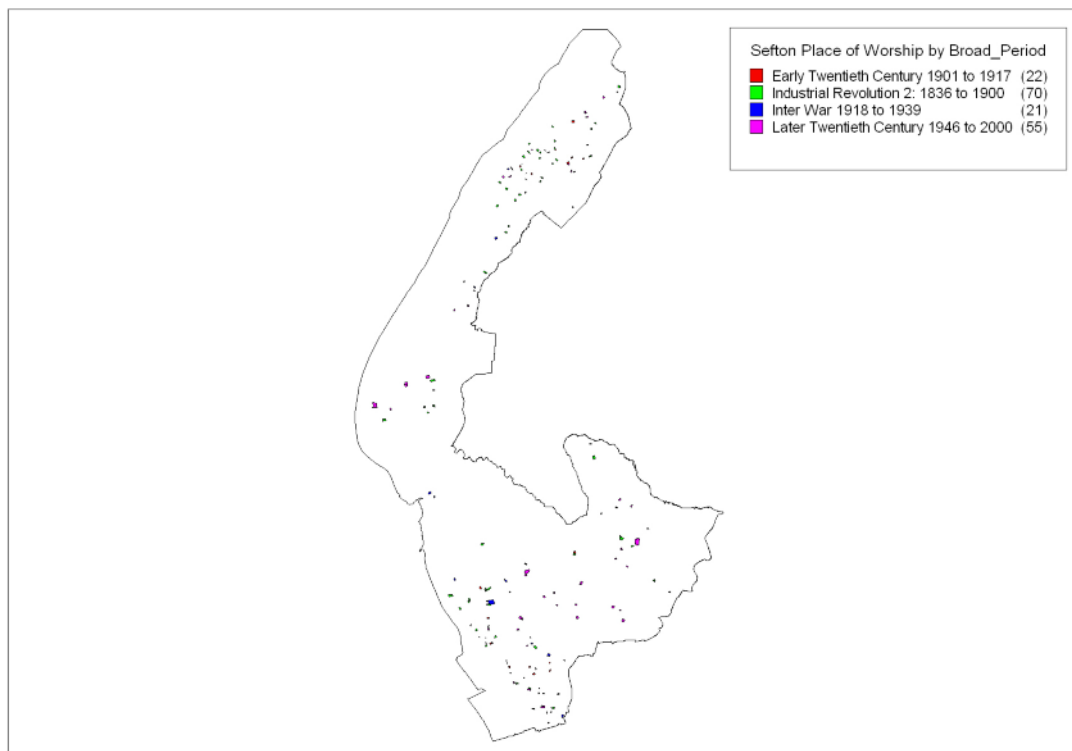 Sefton Place of Worship by Broad_Period
Early Twentieth Century 1901 to 1917 (22)
Industrial Revolution 2: 1836 to 1900 (70)
Inter War 1918 to 1939 (21)
Later Twentieth Century 1946 to 2000 (55)